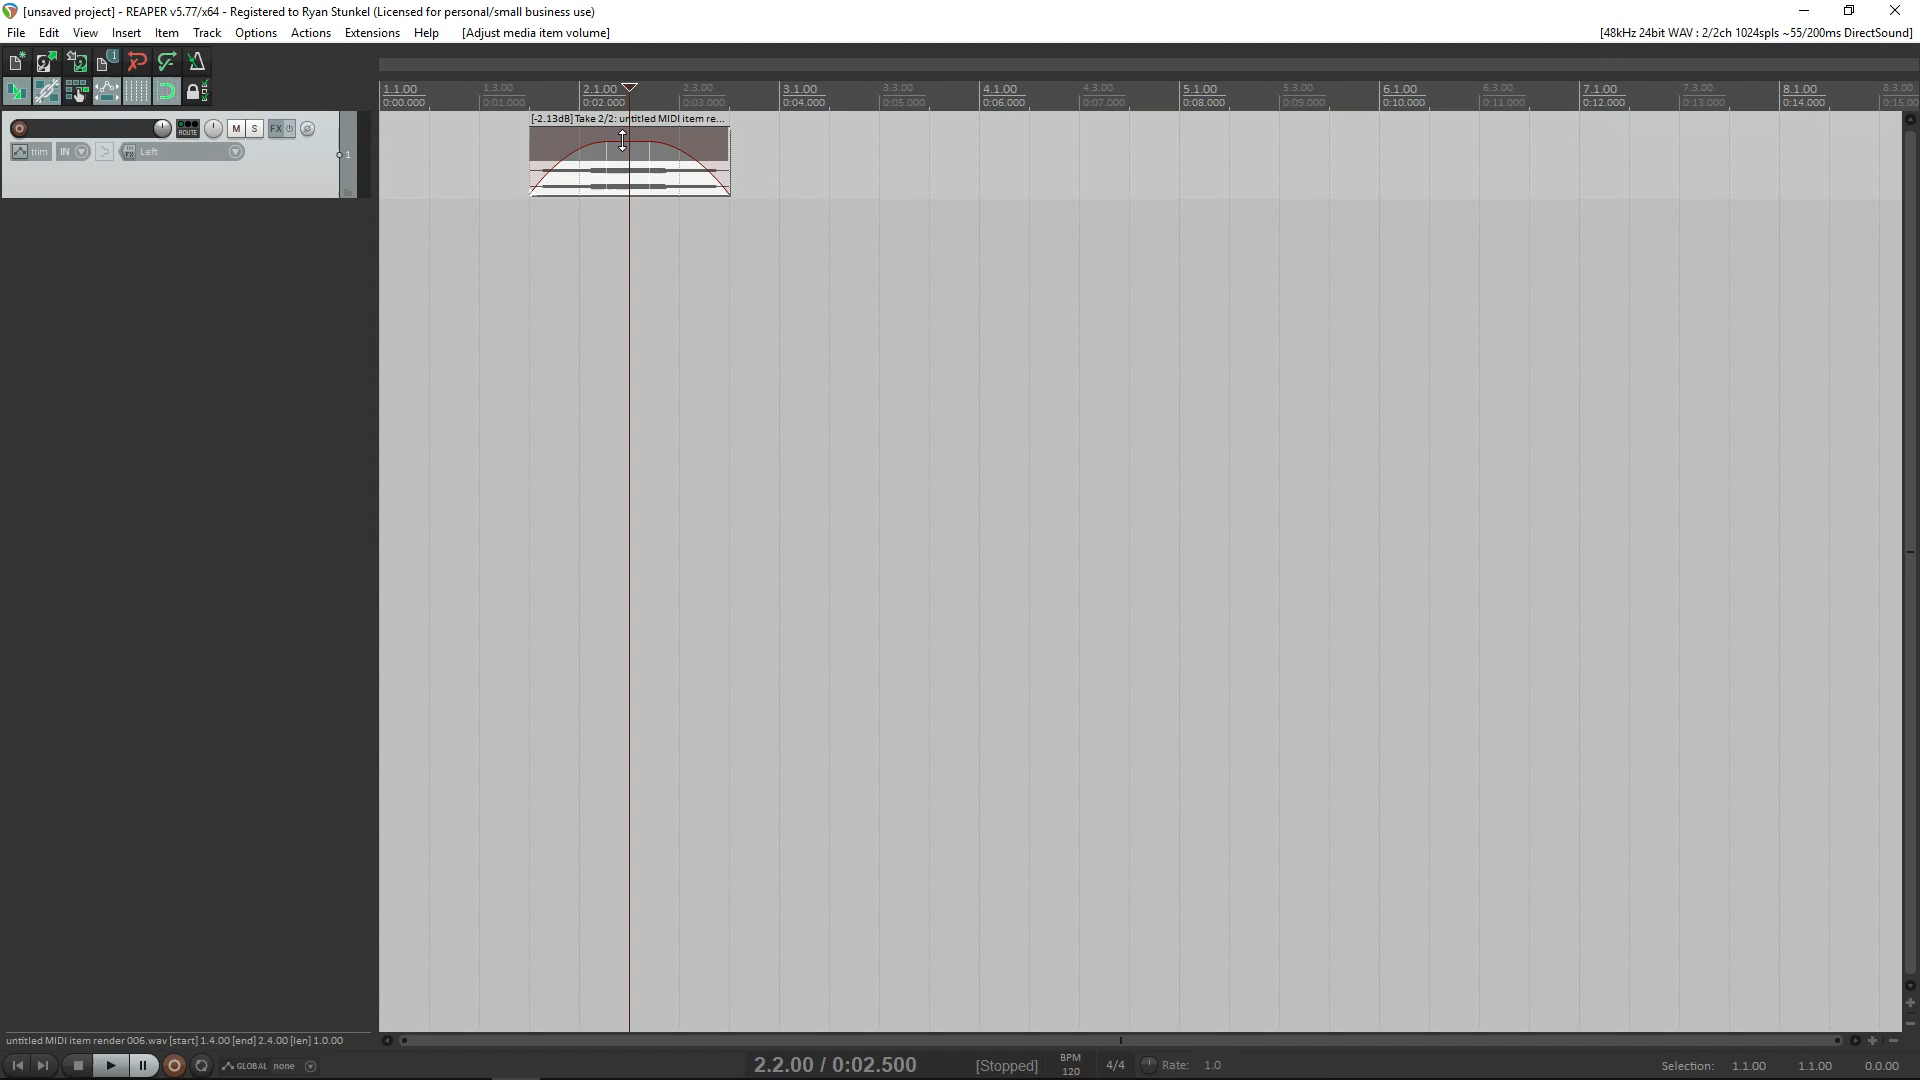 [unsaved project] - REAPER v5.77/x64 - Registered to Ryan Stunkel (Licensed for personal/small business use)
File Edit View Insert Item Track Options Actions Extensions Help [Adjust media item volume] [48kHz 24bit WAV : 2/2ch 1024spls ~55/200ms DirectSound]
1.1.00 1.3.00 2.1.00 2.3.00 3.1.00 3.3.00 4.1.00 4.3.00 5.1.00 5.3.00 6.1.00 6.3.00 7.1.00 7.3.00 8.1.00 8.3.00
0:00.000 0:01.000 0:02.000 0:03.000 0:04.000 0:05.000 0:06.000 0:07.000 0:08.000 0:09.000 0:10.000 0:11.000 0:12.000 0:13.000 0:14.000 0:15.00
[-2.13dB] Take 2/2: untitled MIDI item re...
ROUTE M S FX
trim IN IN FX Left 1
untitled MIDI item render 006.wav [start] 1.4.00 [end] 2.4.00 [len] 1.0.00
GLOBAL none 2.2.00 / 0:02.500 [Stopped] BPM 120 4/4 Rate: 1.0 Selection: 1.1.00 1.1.00 0.0.00